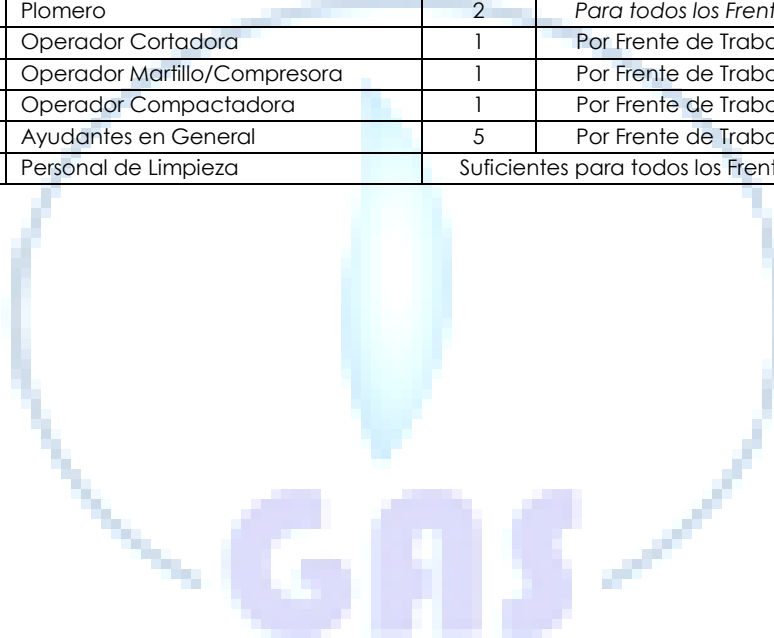 Plomero 2 Para todos los
Operador Cortadora 1 Por Frente de
Operador Martillo/Compresora 1 Por Frente de
Operador Compactadora 1 Por Frente de
Ayudantes en General 5 Por Frente de
Personal de Limpieza Suficientes para todos los
GAS